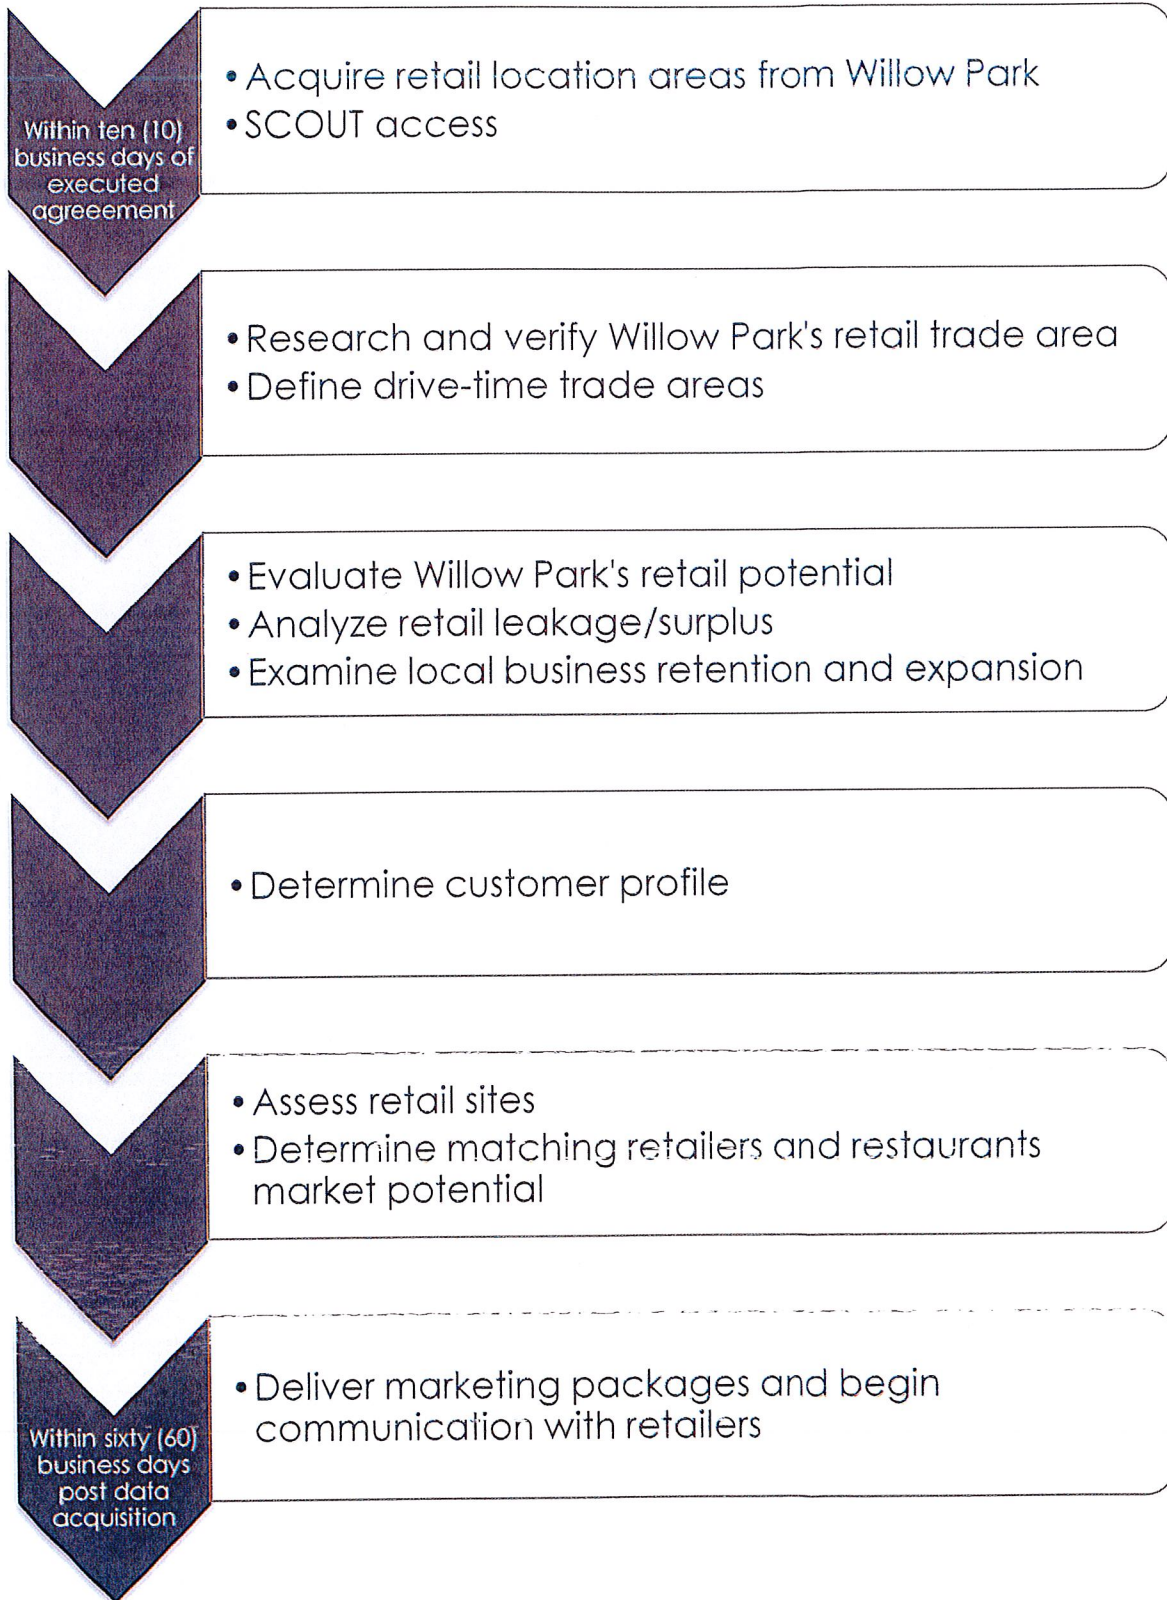 Within ten (10)
business days of
executed
agreeement
• Acquire retail location areas from Willow Park
• SCOUT access
• Research and verify Willow Park's retail trade area
• Define drive-time trade areas
• Evaluate Willow Park's retail potential
• Analyze retail leakage/surplus
• Examine local business retention and expansion
• Determine customer profile
• Assess retail sites
• Determine matching retailers and restaurants
market potential
Within sixty (60)
business days
post data
acquisition
• Deliver marketing packages and begin
communication with retailers